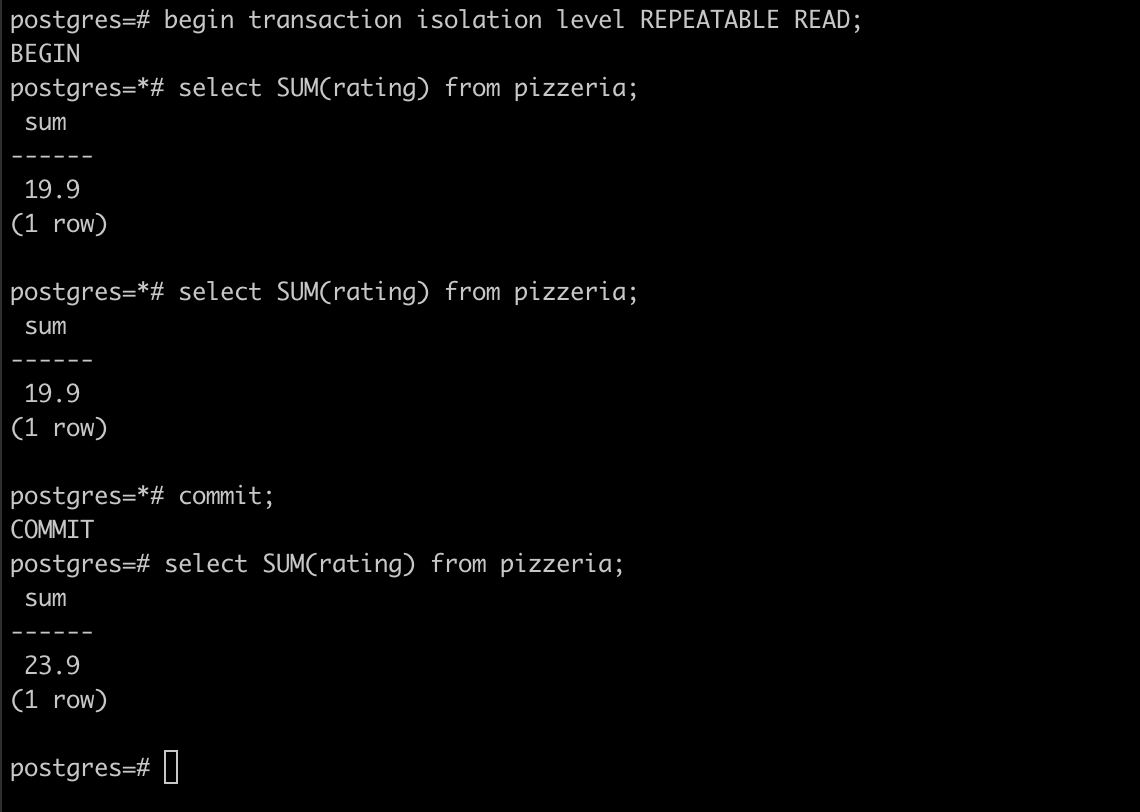 postgres=# begin transaction isolation level REPEATABLE READ;
BEGIN
postgres=*# select SUM(rating) from pizzeria;
 sum
------
 19.9
(1 row)

postgres=*# select SUM(rating) from pizzeria;
 sum
------
 19.9
(1 row)

postgres=*# commit;
COMMIT
postgres=# select SUM(rating) from pizzeria;
 sum
------
 23.9
(1 row)

postgres=#